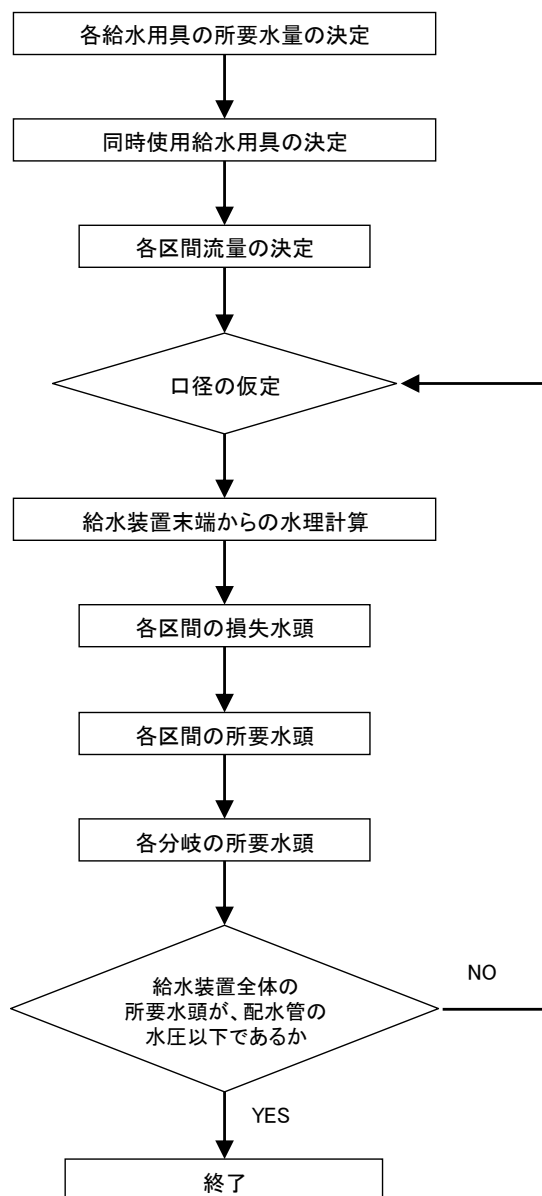 各給水用具の所要水量の決定
同時使用給水用具の決定
各区間流量の決定
口径の仮定
給水装置末端からの水理計算
各区間の損失水頭
各区間の所要水頭
各分岐の所要水頭
給水装置全体の
所要水頭が、配水管の
水圧以下であるか
NO
YES
終了